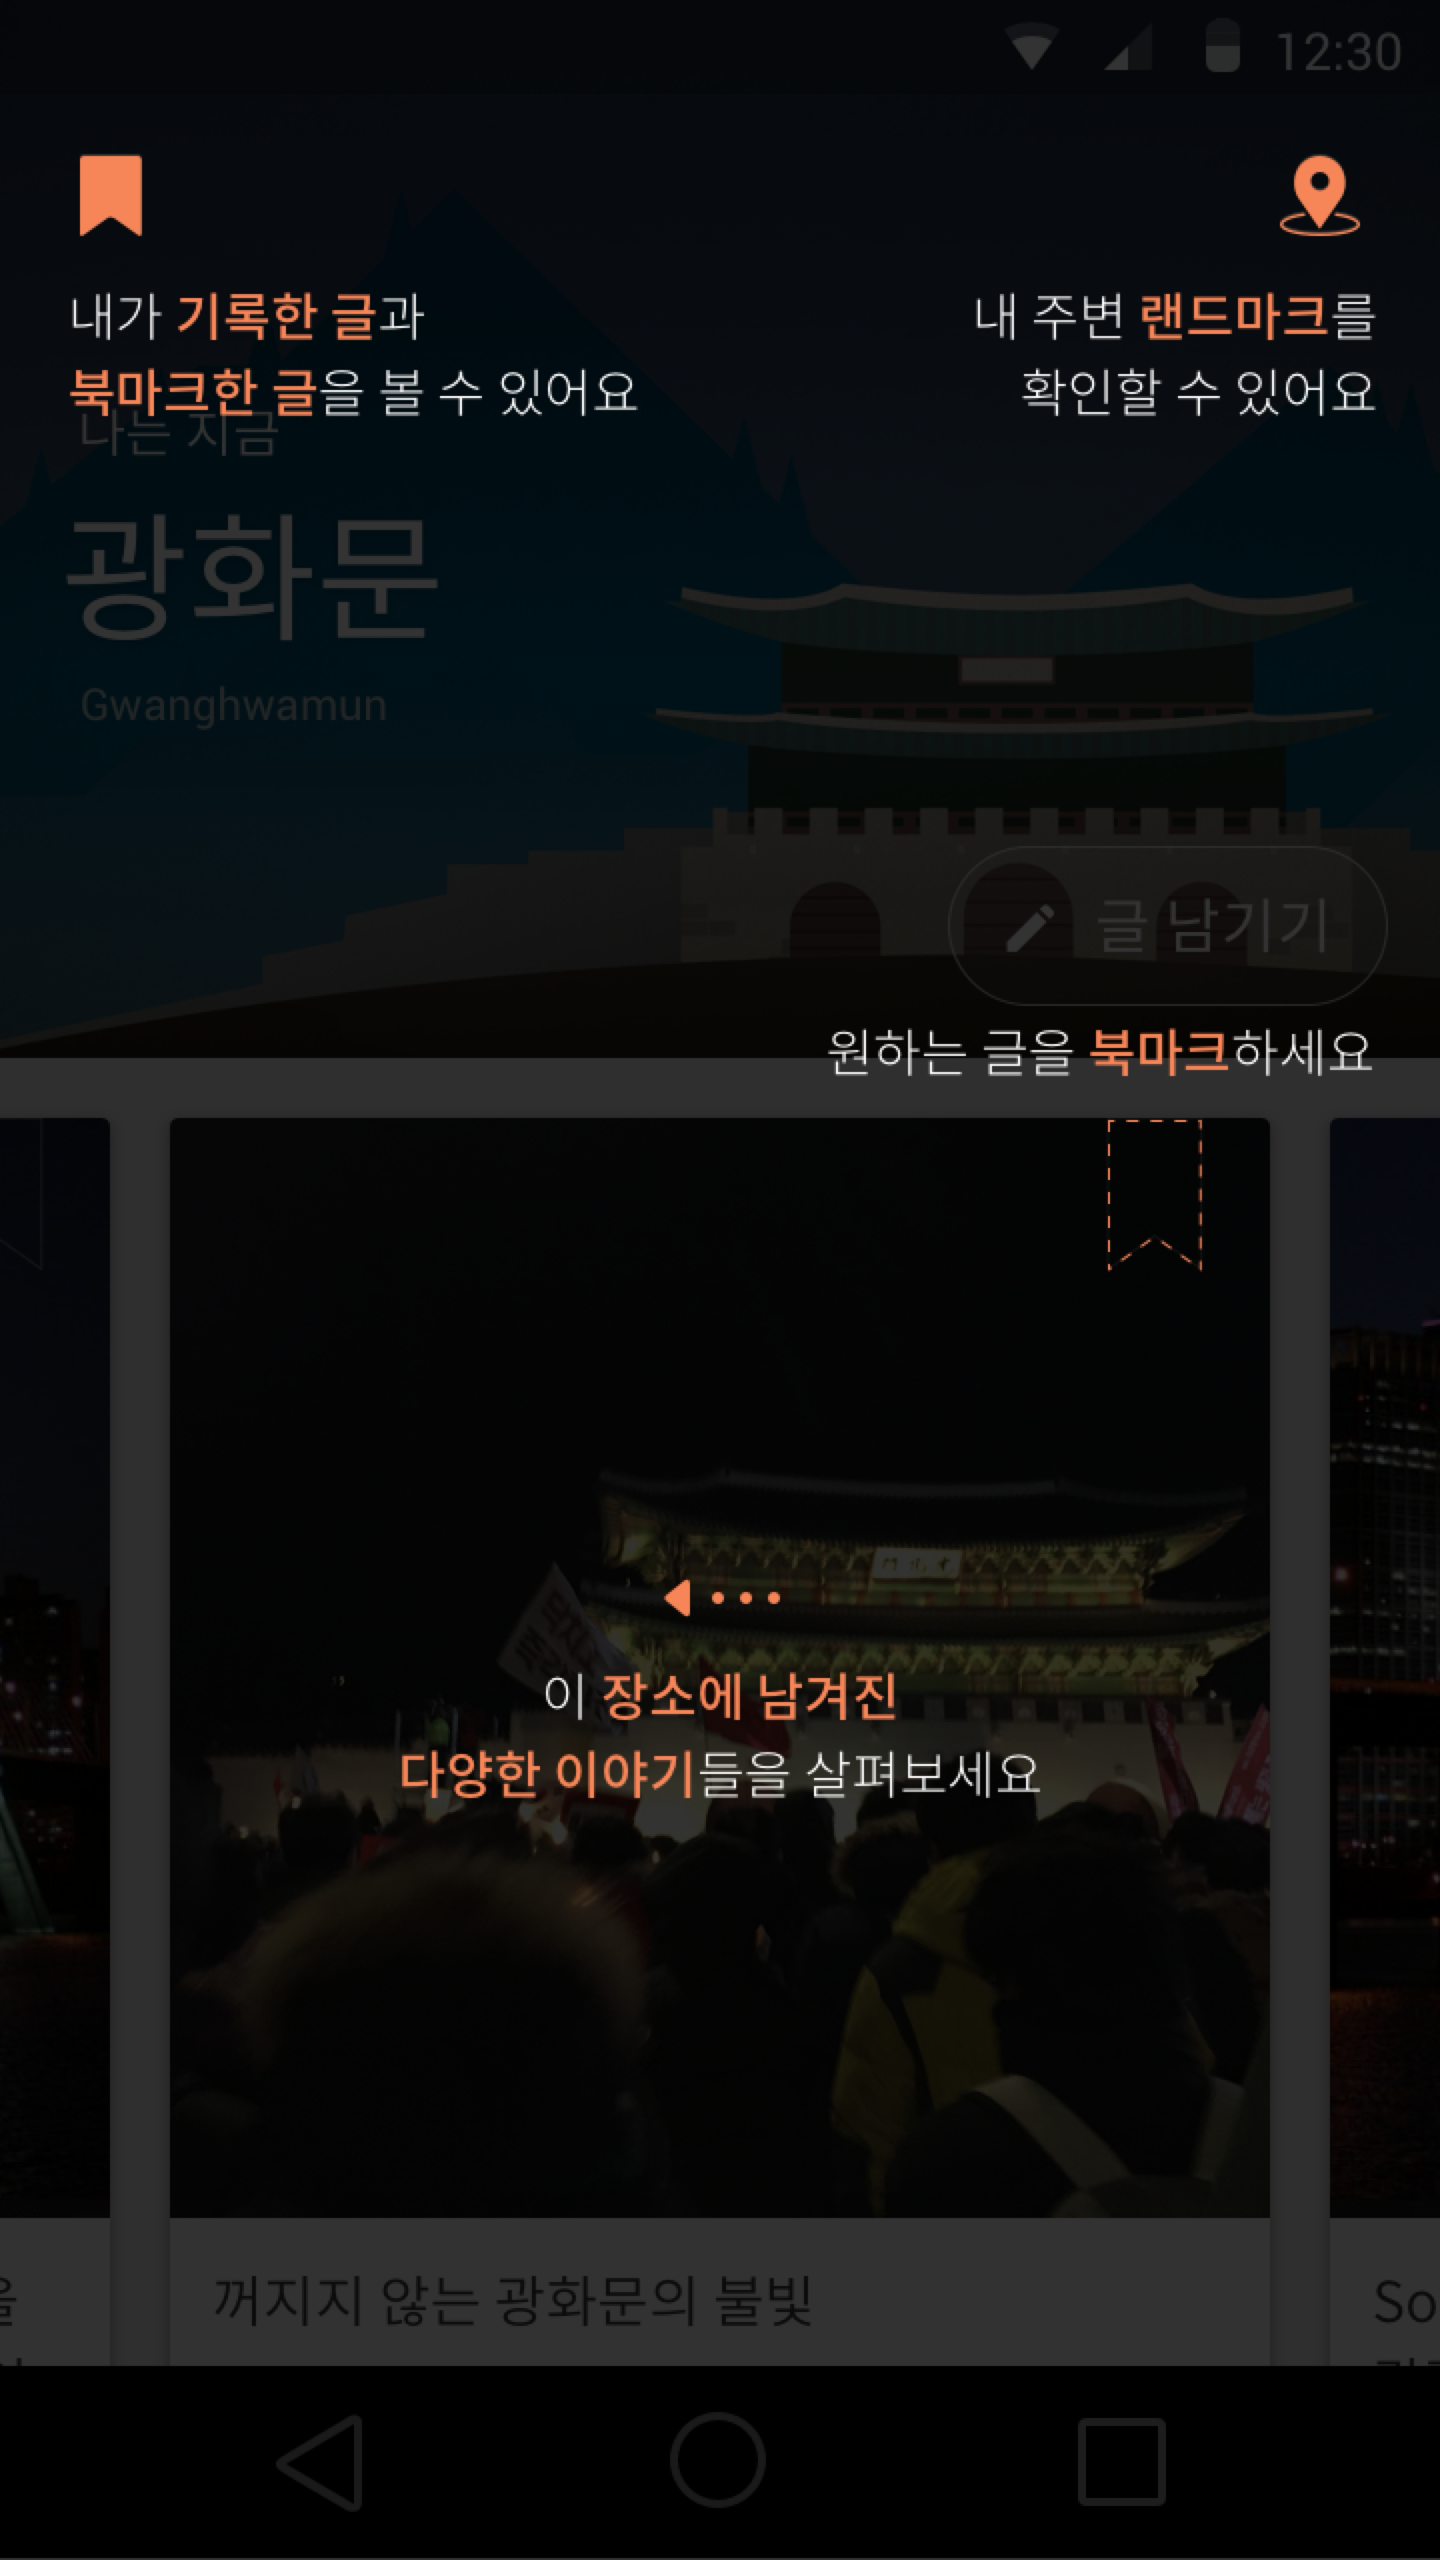 12:30
내가 기록한 글과
북마크한 글을 볼 수 있어요
내 주변 랜드마크를
확인할 수 있어요
나는 지금
광화문
Gwanghwamun
글 남기기
원하는 글을 북마크하세요
이 장소에 남겨진
다양한 이야기들을 살펴보세요
을
꺼지지 않는 광화문의 불빛
So